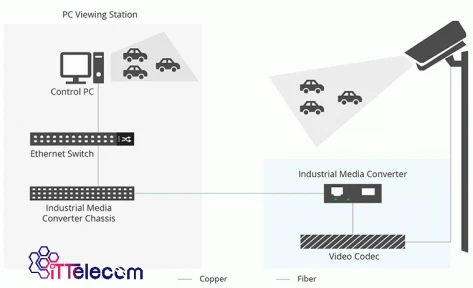 PC Viewing Station
Control PC
Ethernet Switch
Industrial Media
Converter Chassis
Industrial Media Converter
Video Codec
iTTelecom
Copper
Fiber